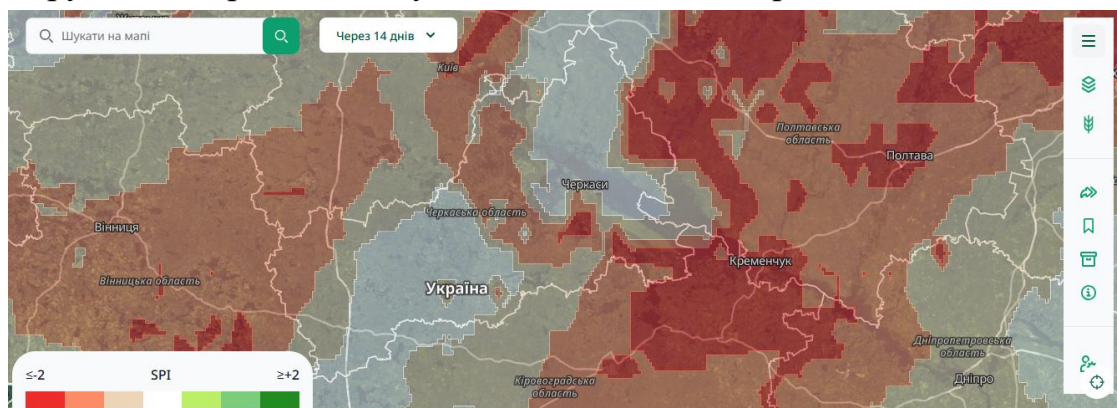 Шукати на мапі
Через 14 днів
Київ
Полтавська
область
Полтава
Черкаси
Черкаська область
Вінниця
Кременчук
Вінницька область
Україна
Дніпропетровська
область
Дніпро
Кіровоградська
область
≤-2 SPI ≥+2